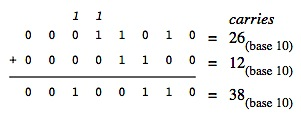 1 1 carries
0 0 0 1 1 0 1 0 = 26(base 10)
+ 0 0 0 0 1 1 0 0 = 12(base 10)
0 0 1 0 0 1 1 0 = 38(base 10)